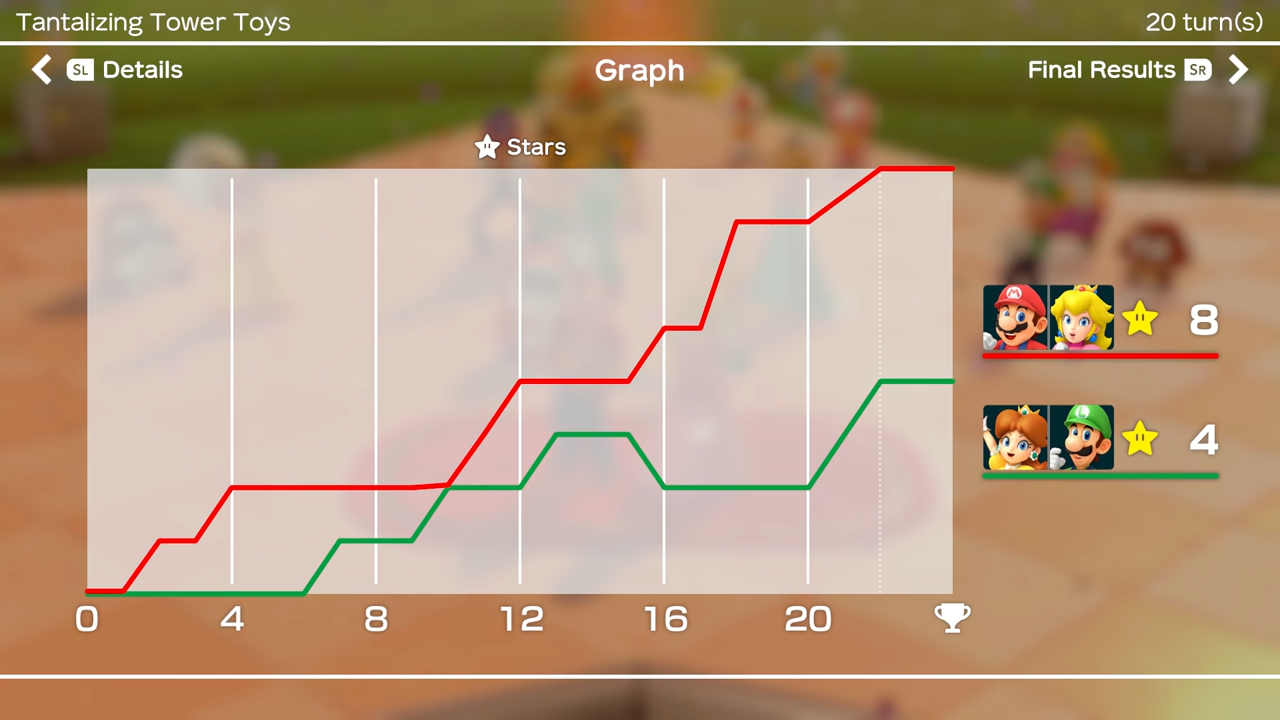 Tantalizing Tower Toys 20 turn(s)
SL Details Graph Final Results SR
Stars
8
4
0 4 8 12 16 20